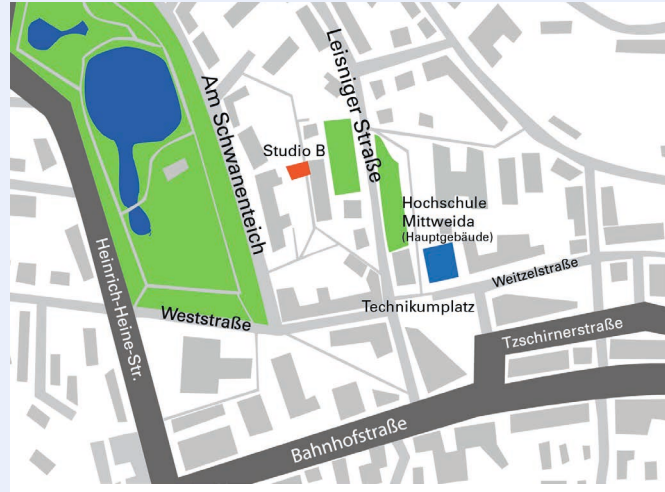 Leisniger Straße
Am Schwanenteich
Studio B
Hochschule
Mittweida
(Hauptgebäude)
Heinrich-Heine-Str.
Weitzelstraße
Technikumplatz
Weststraße
Tzschirnerstraße
Bahnhofstraße